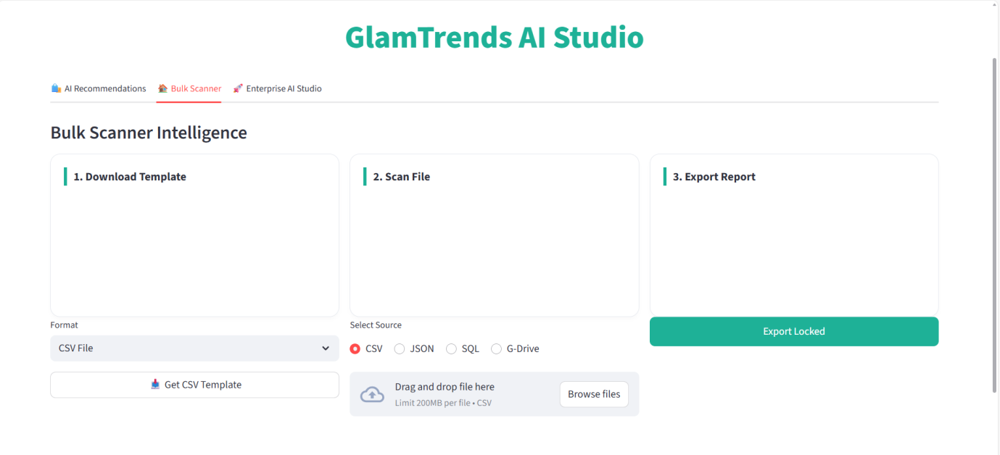 GlamTrends AI Studio
AI Recommendations
Bulk Scanner
Enterprise AI Studio
Bulk Scanner Intelligence
1. Download Template
2. Scan File
3. Export Report
Format
CSV File
Get CSV Template
Select Source
CSV JSON SQL G-Drive
Drag and drop file here
Limit 200MB per file • CSV
Browse files
Export Locked